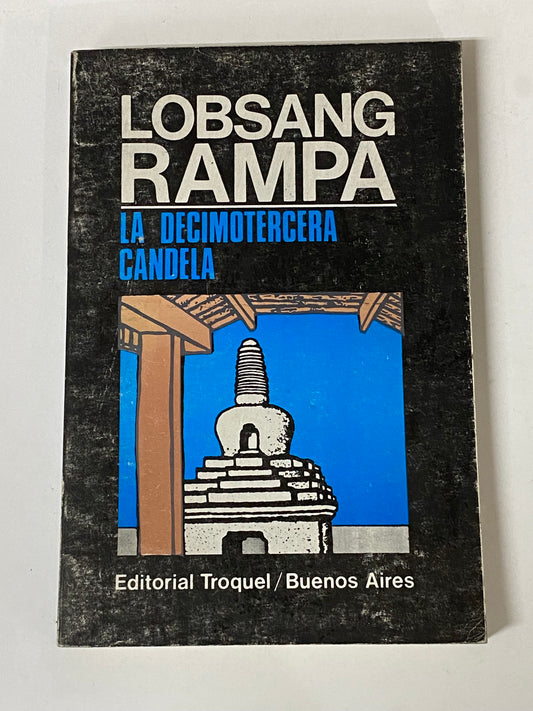 LOBSANG
RAMPA
LA DECIMOTERCERA
CANDELA
Editorial Troquel/Buenos Aires